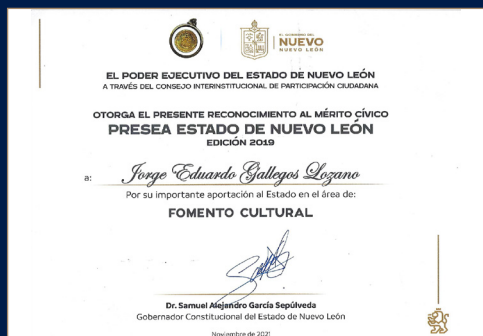 EL GOBIERNO DEL
NUEVO
NUEVO LEÓN
EL PODER EJECUTIVO DEL ESTADO DE NUEVO LEÓN
A TRAVÉS DEL CONSEJO INTERINSTITUCIONAL DE PARTICIPACIÓN CIUDADANA
OTORGA EL PRESENTE RECONOCIMIENTO AL MÉRITO CÍVICO
PRESEA ESTADO DE NUEVO LEÓN
EDICIÓN 2019
a: Jorge Eduardo Gallegos Lozano
Por su importante aportación al Estado en el área de:
FOMENTO CULTURAL
Dr. Samuel Alejandro García Sepúlveda
Gobernador Constitucional del Estado de Nuevo León
Noviembre de 2021